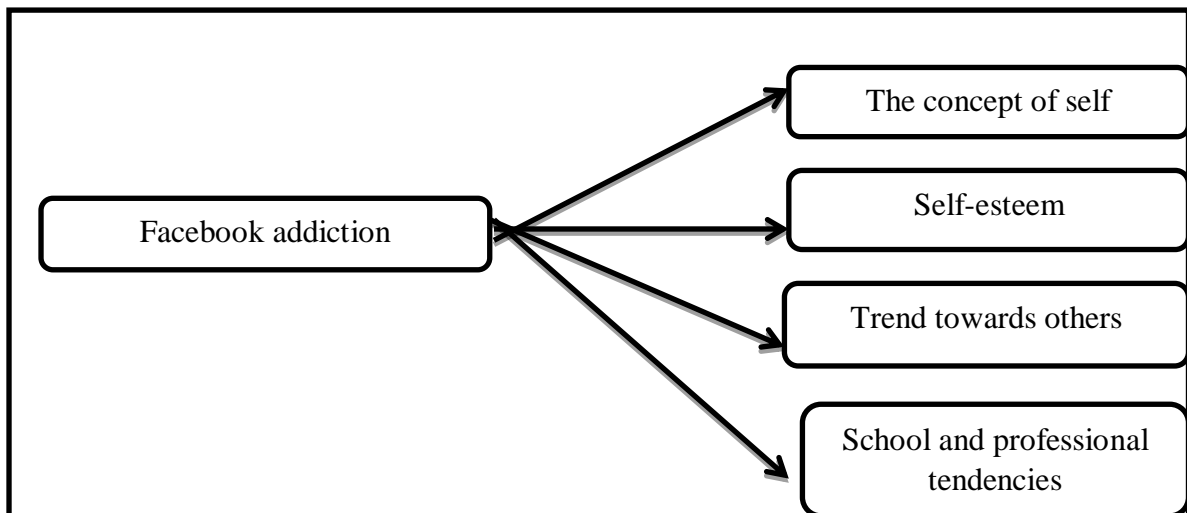 The concept of self
Facebook addiction
Self-esteem
Trend towards others
School and professional
tendencies